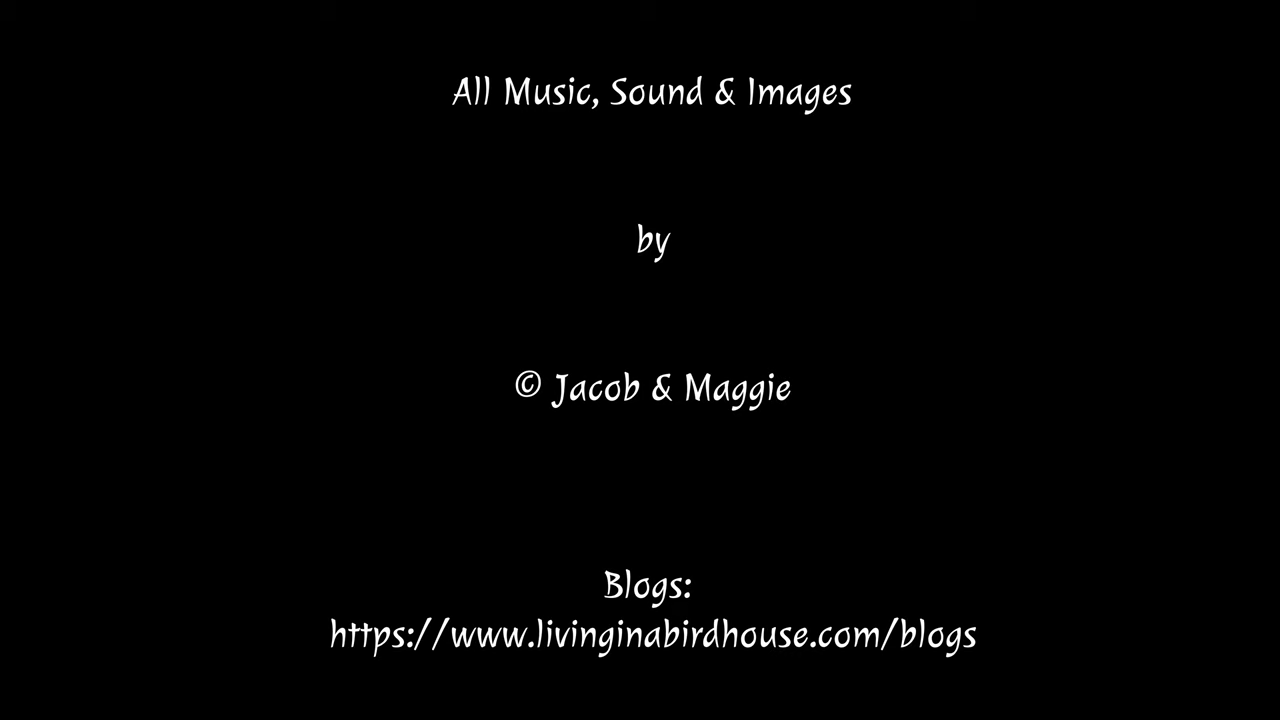 All Music, Sound & Images
by
© Jacob & Maggie
Blogs:
https://www.livinginabirdhouse.com/blogs